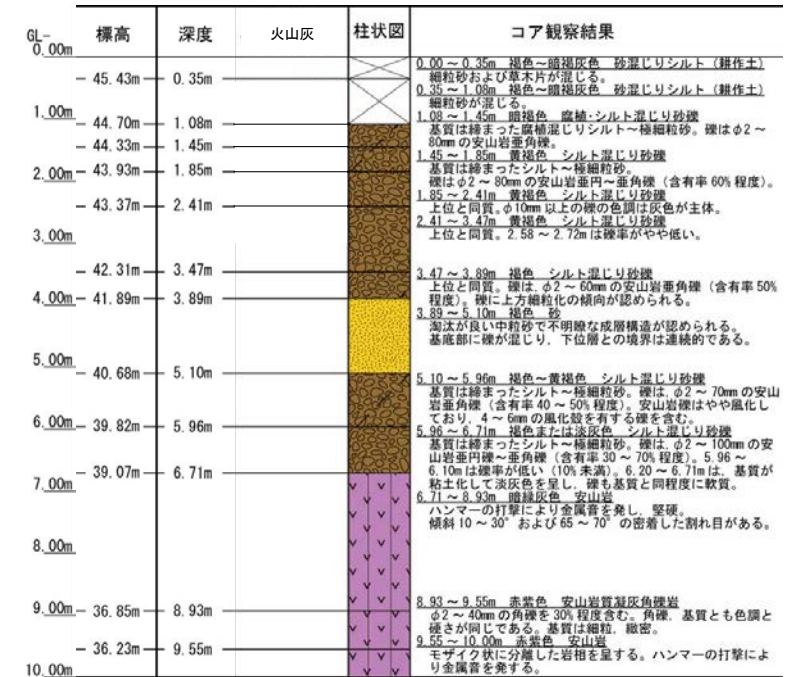 標高 深度 火山灰 柱状図 コア観察結果
GL-
0.00m
0.00～0.35m 褐色～暗褐灰色 砂混じりシルト（耕作土）
45.43m 0.35m 細粒砂および草木片が混じる。
0.35～1.08m 褐色～暗褐灰色 砂混じりシルト（耕作土）
細粒砂が混じる。
1.00m
44.70m 1.08m 1.08～1.45m 暗褐色 腐植･シルト混じり砂礫
基質は締まった腐植混じりシルト～極細粒砂。礫はφ2～
80mmの安山岩亜角礫。
44.33m 1.45m 1.45～1.85m 黄褐色 シルト混じり砂礫
基質は締まったシルト～極細粒砂。
43.93m 1.85m 礫はφ2～80mmの安山岩亜円～亜角礫（含有率60%程度）。
2.00m
1.85～2.41m 黄褐色 シルト混じり砂礫
43.37m 2.41m 上位と同質。φ10mm以上の礫の色調は灰色が主体。
2.41～3.47m 黄褐色 シルト混じり砂礫
3.00m 上位と同質。2.58～2.72mは礫率がやや低い。
42.31m 3.47m 3.47～3.89m 褐色 シルト混じり砂礫
上位と同質。礫は，φ2～60mmの安山岩亜角礫（含有率50%
4.00m 41.89m 3.89m 程度）。礫に上方細粒化の傾向が認められる。
3.89～5.10m 褐色 砂
淘汰が良い中粒砂で不明瞭な成層構造が認められる。
基底部に礫が混じり，下位層との境界は連続的である。
5.00m
40.68m 5.10m 5.10～5.96m 褐色～黄褐色 シルト混じり砂礫
基質は締まったシルト～極細粒砂。礫は，φ2～70mmの安山
岩亜角礫（含有率40～50%程度）。安山岩礫はやや風化し
6.00m ており，4～6mmの風化殻を有する礫を含む。
39.82m 5.96m 5.96～6.71m 褐色または淡灰色 シルト混じり砂礫
基質は締まったシルト～極細粒砂。礫は，φ2～100mmの安
山岩亜円礫～亜角礫（含有率30～70%程度）。5.96～
39.07m 6.71m 6.10mは礫率が低い（10%未満）。6.20～6.71mは，基質が
7.00m 粘土化して淡灰色を呈し，礫も基質と同程度に軟質。
6.71～8.93m 暗緑灰色 安山岩
ハンマーの打撃により金属音を発し，堅硬。
傾斜10～30°および65～70°の密着した割れ目がある。
8.00m
9.00m 36.85m 8.93m 8.93～9.55m 赤紫色 安山岩質凝灰角礫岩
φ2～40mmの角礫を30%程度含む。角礫，基質とも色調と
硬さが同じである。基質は細粒，緻密。
36.23m 9.55m 9.55～10.00m 赤紫色 安山岩
モザイク状に分離した岩相を呈する。ハンマーの打撃によ
10.00m り金属音を発する。